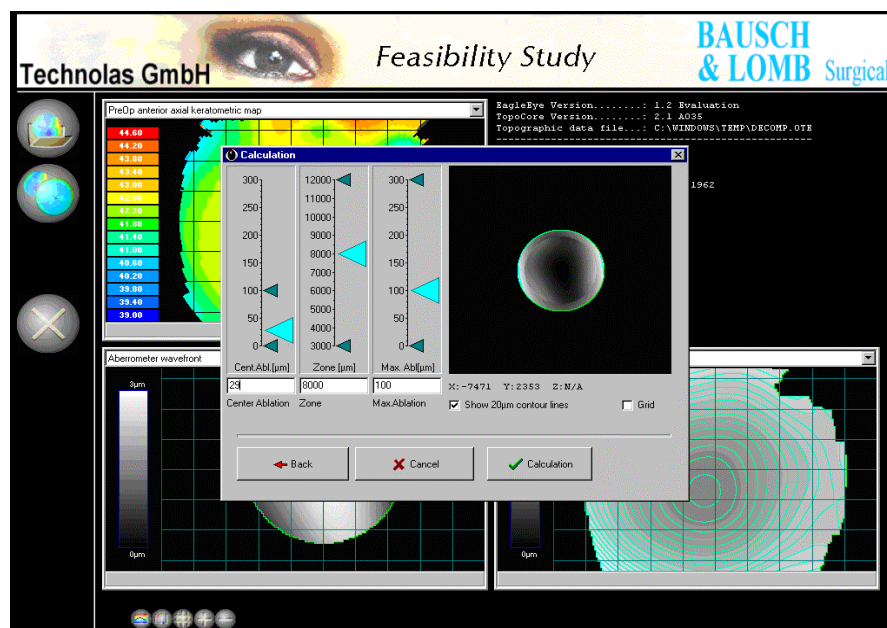 Technolas GmbH
Feasibility Study
BAUSCH
& LOMB Surgical
PreOp anterior axial keratometric map
EagleEye Version.......: 1.2 Evaluation
TopoCore Version.......: 2.1 A035
Topographic data file...: C:\WINDOWS\TEMP\DECOMP.OTE
1962
44.60
44.20
43.80
43.40
43.00
42.60
42.20
41.80
41.40
41.00
40.60
40.20
39.80
39.40
39.00
Calculation
300
250
200
150
100
50
0
Cent.Abl.[µm]
12000
11000
10000
9000
8000
7000
6000
5000
4000
3000
Zone [µm]
300
250
200
150
100
50
0
Max. Abl[µm]
29
8000
100
Center Ablation
Zone
Max.Ablation
X:-7471 Y:2353 Z:N/A
Show 20µm contour lines
Grid
Back
Cancel
Calculation
Aberrometer wavefront
3µm
0µm
0µm